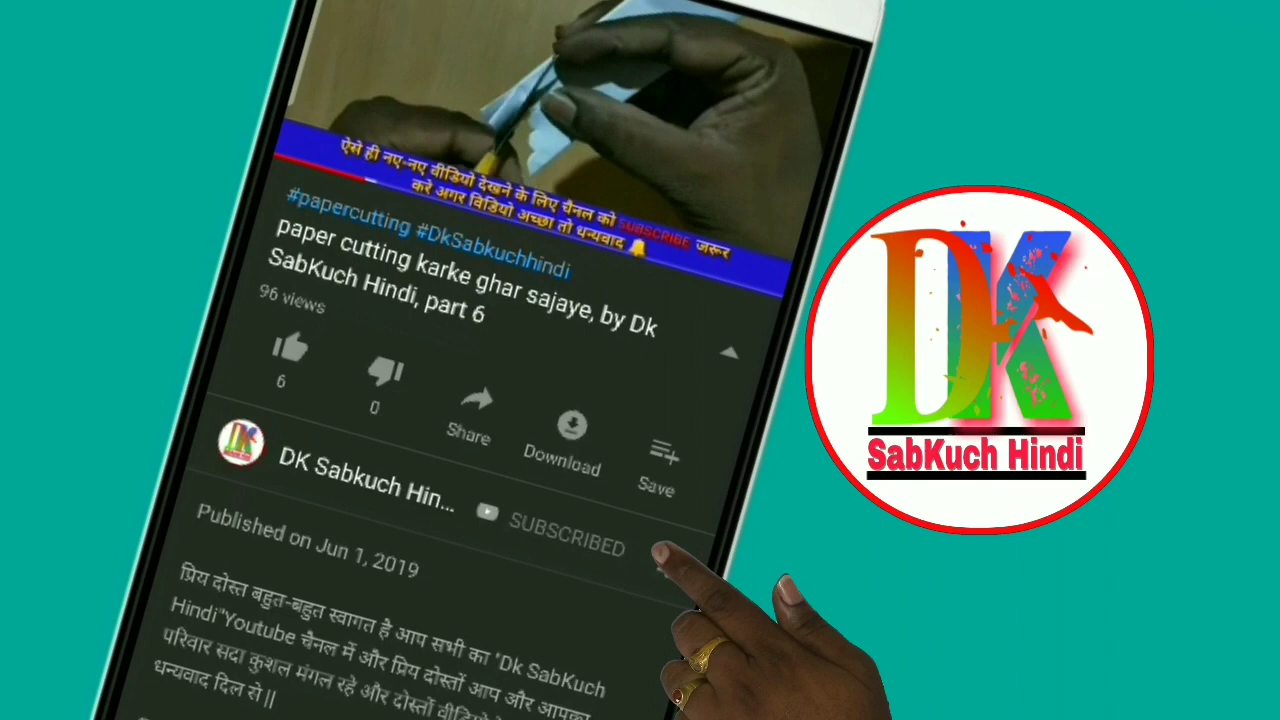 ऐसे ही नए-नए वीडियो देखने के लिए चैनल को SUBSCRIBE जरूर
करे अगर विडियो अच्छा तो धन्यवाद
#papercutting #DkSabkuchhindi
paper cutting karke ghar sajaye, by Dk
SabKuch Hindi, part 6
96 views
6
0
Share
Download
Save
DK Sabkuch Hin...
SUBSCRIBED
Published on Jun 1, 2019
प्रिय दोस्त बहुत-बहुत स्वागत है आप सभी का "Dk SabKuch
Hindi"Youtube चैनल में और प्रिय दोस्तों आप और आपका
परिवार सदा कुशल मंगल रहे और दोस्तों वीडियो
धन्यवाद दिल से ||
DK
SabKuch Hindi